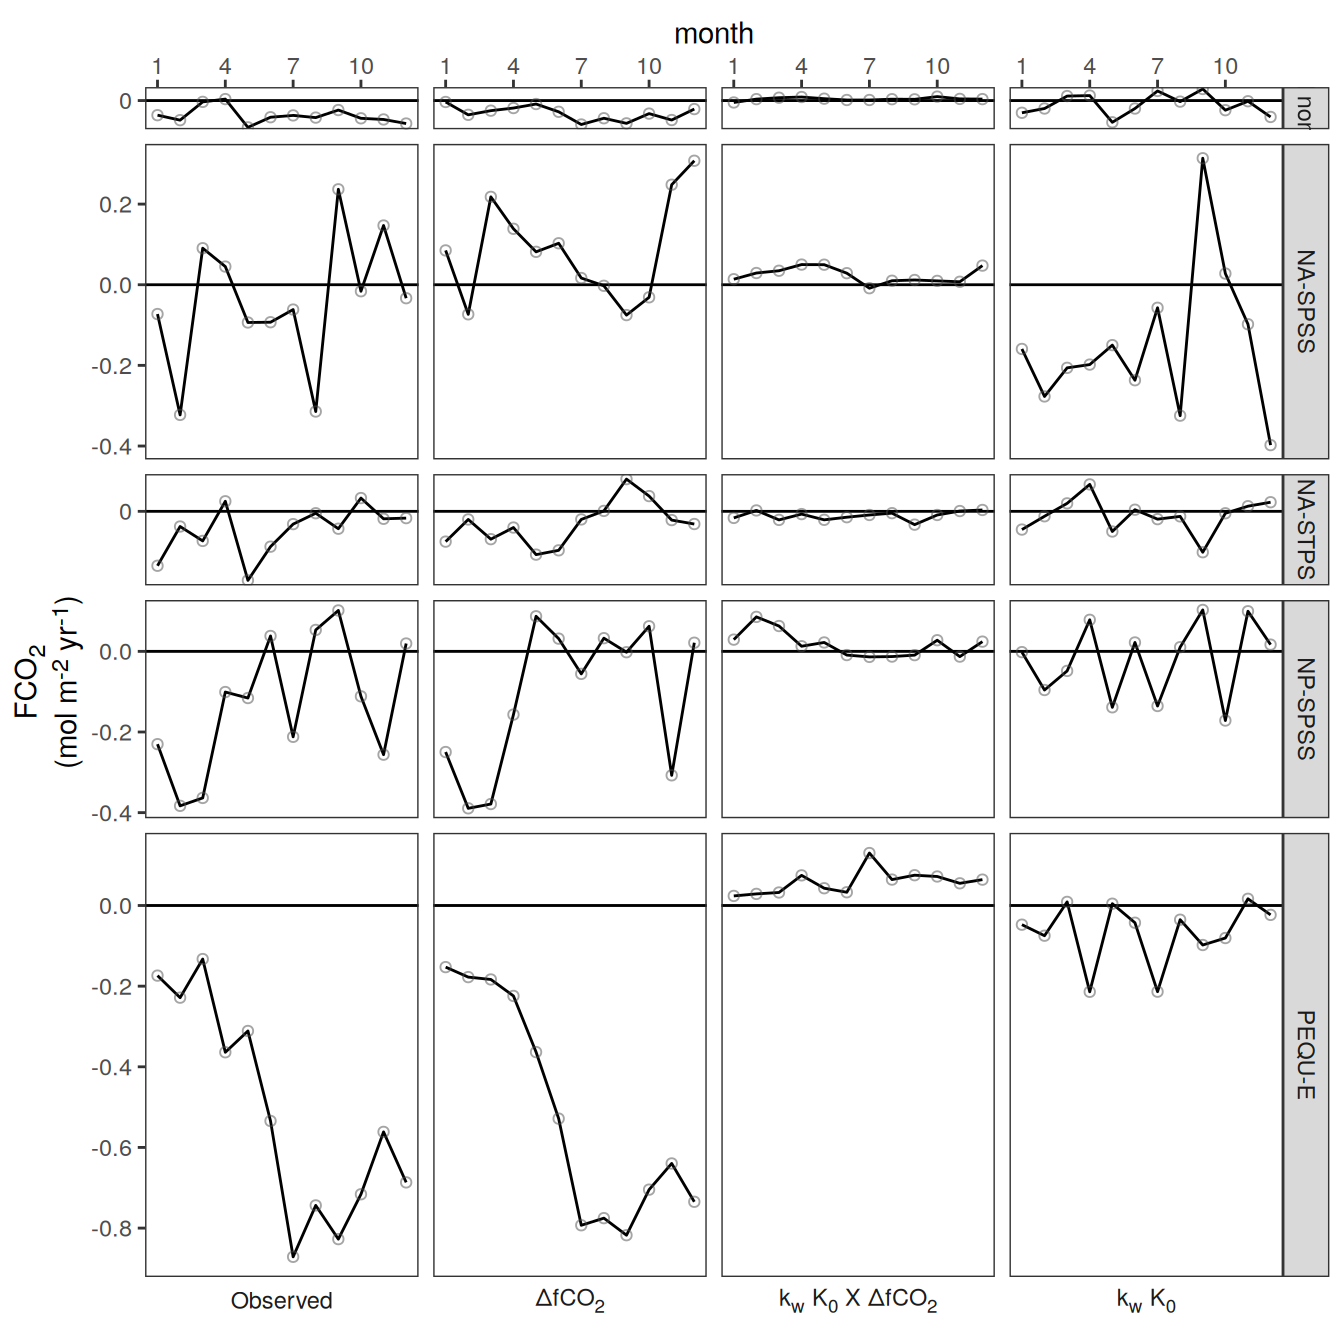 month
1 4 7 10 1 4 7 10 1 4 7 10 1 4 7 10
0
nor
0.2
0.0
-0.2
-0.4
NA-SPSS
0
NA-STPS
0.0
-0.2
-0.4
NP-SPSS
0.0
-0.2
-0.4
-0.6
-0.8
PEQU-E
FCO₂
(mol m⁻² yr⁻¹)
Observed ΔfCO₂ k_w K₀ X ΔfCO₂ k_w K₀